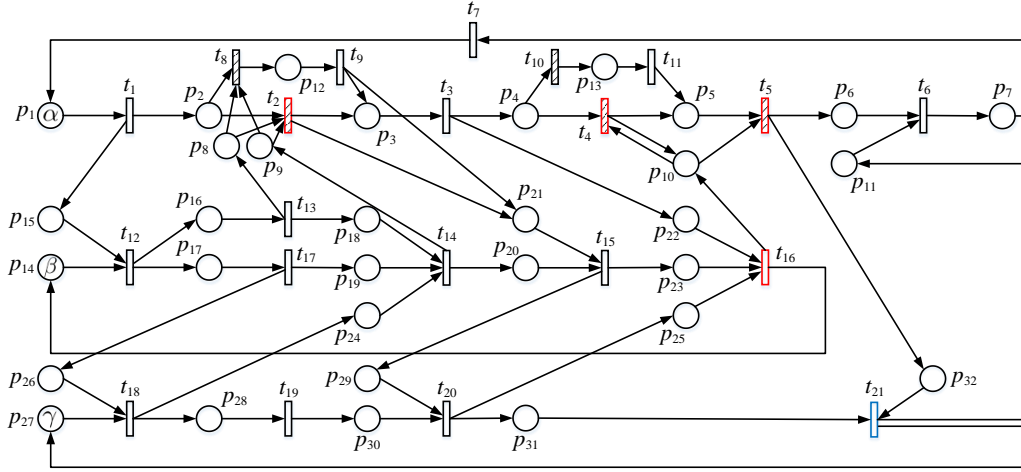 t7
t8 p12 t9 t10 p13 t11
t1 p2 t2 t3 p4 p5 t5 p6 t6 p7
p1 α p3 t4
p8 p9 p10 p11
p15 p16 t13 p18 t14 p21 p22
t12 p17 t17 p20 t15 t16
p14 β p19 p23
p24 p25
p26 t18 p28 t19 p29 t20 t21 p32
p27 γ p30 p31